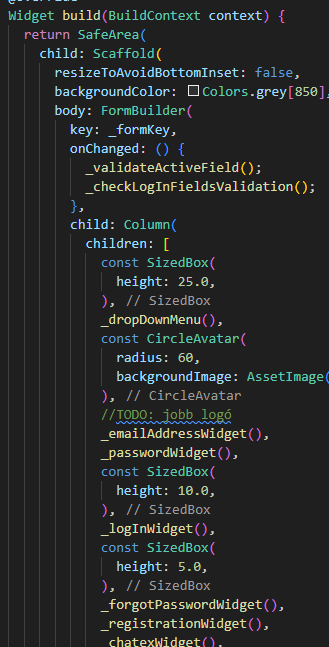 Widget build(BuildContext context) {
return SafeArea(
child: Scaffold(
resizeToAvoidBottomInset: false,
backgroundColor: Colors.grey[850],
body: FormBuilder(
key: _formKey,
onChanged: () {
_validateActiveField();
_checkLogInFieldsValidation();
},
child: Column(
children: [
const SizedBox(
height: 25.0,
), // SizedBox
_dropDownMenu(),
const CircleAvatar(
radius: 60,
backgroundImage: AssetImage(
), // CircleAvatar
//TODO: jobb logó
_emailAddressWidget(),
_passwordWidget(),
const SizedBox(
height: 10.0,
), // SizedBox
_logInWidget(),
const SizedBox(
height: 5.0,
), // SizedBox
_forgotPasswordWidget(),
_registrationWidget(),
_chatexWidget(),